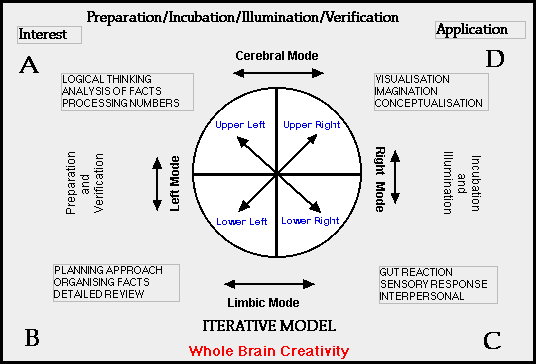 Preparation/Incubation/Illumination/Verification
Interest
Application
A
Cerebral Mode
D
LOGICAL THINKING
ANALYSIS OF FACTS
PROCESSING NUMBERS
VISUALISATION
IMAGINATION
CONCEPTUALISATION
Upper Left
Upper Right
Preparation
and
Verification
Left Mode
Right Mode
Incubation
and
Illumination
Lower Left
Lower Right
PLANNING APPROACH
ORGANISING FACTS
DETAILED REVIEW
GUT REACTION
SENSORY RESPONSE
INTERPERSONAL
Limbic Mode
B
ITERATIVE MODEL
C
Whole Brain Creativity